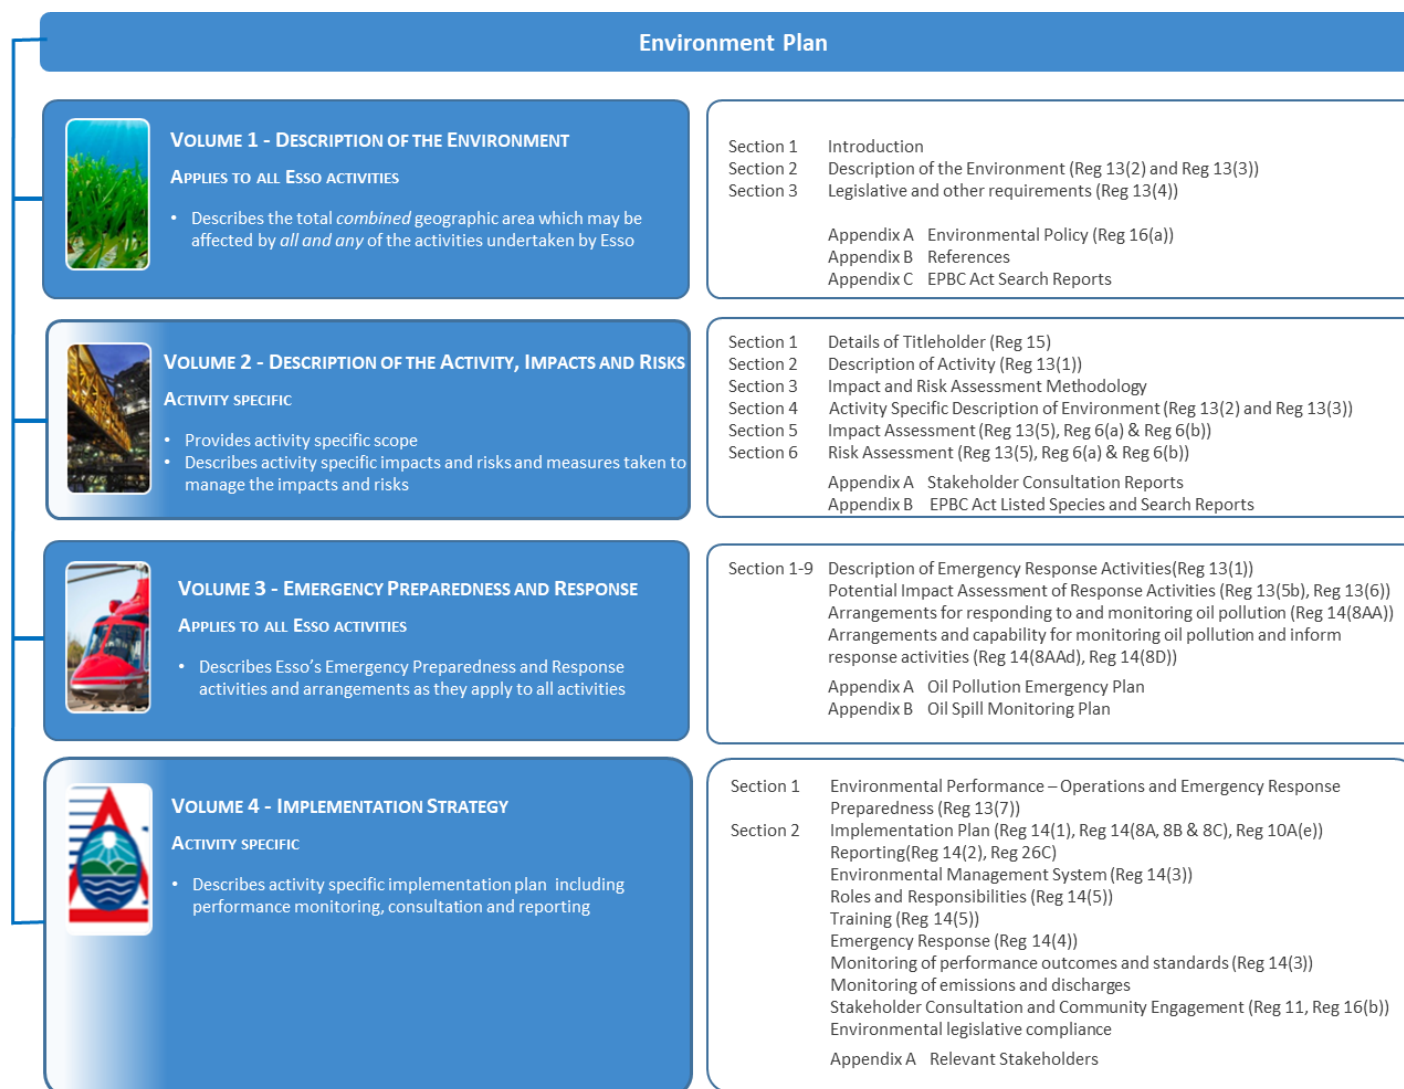 Environment Plan
VOLUME 1 - DESCRIPTION OF THE ENVIRONMENT
APPLIES TO ALL ESSO ACTIVITIES
• Describes the total combined geographic area which may be
affected by all and any of the activities undertaken by Esso
Section 1 Introduction
Section 2 Description of the Environment (Reg 13(2) and Reg 13(3))
Section 3 Legislative and other requirements (Reg 13(4))
Appendix A Environmental Policy (Reg 16(a))
Appendix B References
Appendix C EPBC Act Search Reports
VOLUME 2 - DESCRIPTION OF THE ACTIVITY, IMPACTS AND RISKS
ACTIVITY SPECIFIC
• Provides activity specific scope
• Describes activity specific impacts and risks and measures taken to
manage the impacts and risks
Section 1 Details of Titleholder (Reg 15)
Section 2 Description of Activity (Reg 13(1))
Section 3 Impact and Risk Assessment Methodology
Section 4 Activity Specific Description of Environment (Reg 13(2) and Reg 13(3))
Section 5 Impact Assessment (Reg 13(5), Reg 6(a) & Reg 6(b))
Section 6 Risk Assessment (Reg 13(5), Reg 6(a) & Reg 6(b))
Appendix A Stakeholder Consultation Reports
Appendix B EPBC Act Listed Species and Search Reports
VOLUME 3 - EMERGENCY PREPAREDNESS AND RESPONSE
APPLIES TO ALL ESSO ACTIVITIES
• Describes Esso's Emergency Preparedness and Response
activities and arrangements as they apply to all activities
Section 1-9 Description of Emergency Response Activities(Reg 13(1))
Potential Impact Assessment of Response Activities (Reg 13(5b), Reg 13(6))
Arrangements for responding to and monitoring oil pollution (Reg 14(8AA))
Arrangements and capability for monitoring oil pollution and inform
response activities (Reg 14(8AAd), Reg 14(8D))
Appendix A Oil Pollution Emergency Plan
Appendix B Oil Spill Monitoring Plan
VOLUME 4 - IMPLEMENTATION STRATEGY
ACTIVITY SPECIFIC
• Describes activity specific implementation plan including
performance monitoring, consultation and reporting
Section 1 Environmental Performance – Operations and Emergency Response
Preparedness (Reg 13(7))
Section 2 Implementation Plan (Reg 14(1), Reg 14(8A, 8B & 8C), Reg 10A(e))
Reporting(Reg 14(2), Reg 26C)
Environmental Management System (Reg 14(3))
Roles and Responsibilities (Reg 14(5))
Training (Reg 14(5))
Emergency Response (Reg 14(4))
Monitoring of performance outcomes and standards (Reg 14(3))
Monitoring of emissions and discharges
Stakeholder Consultation and Community Engagement (Reg 11, Reg 16(b))
Environmental legislative compliance
Appendix A Relevant Stakeholders